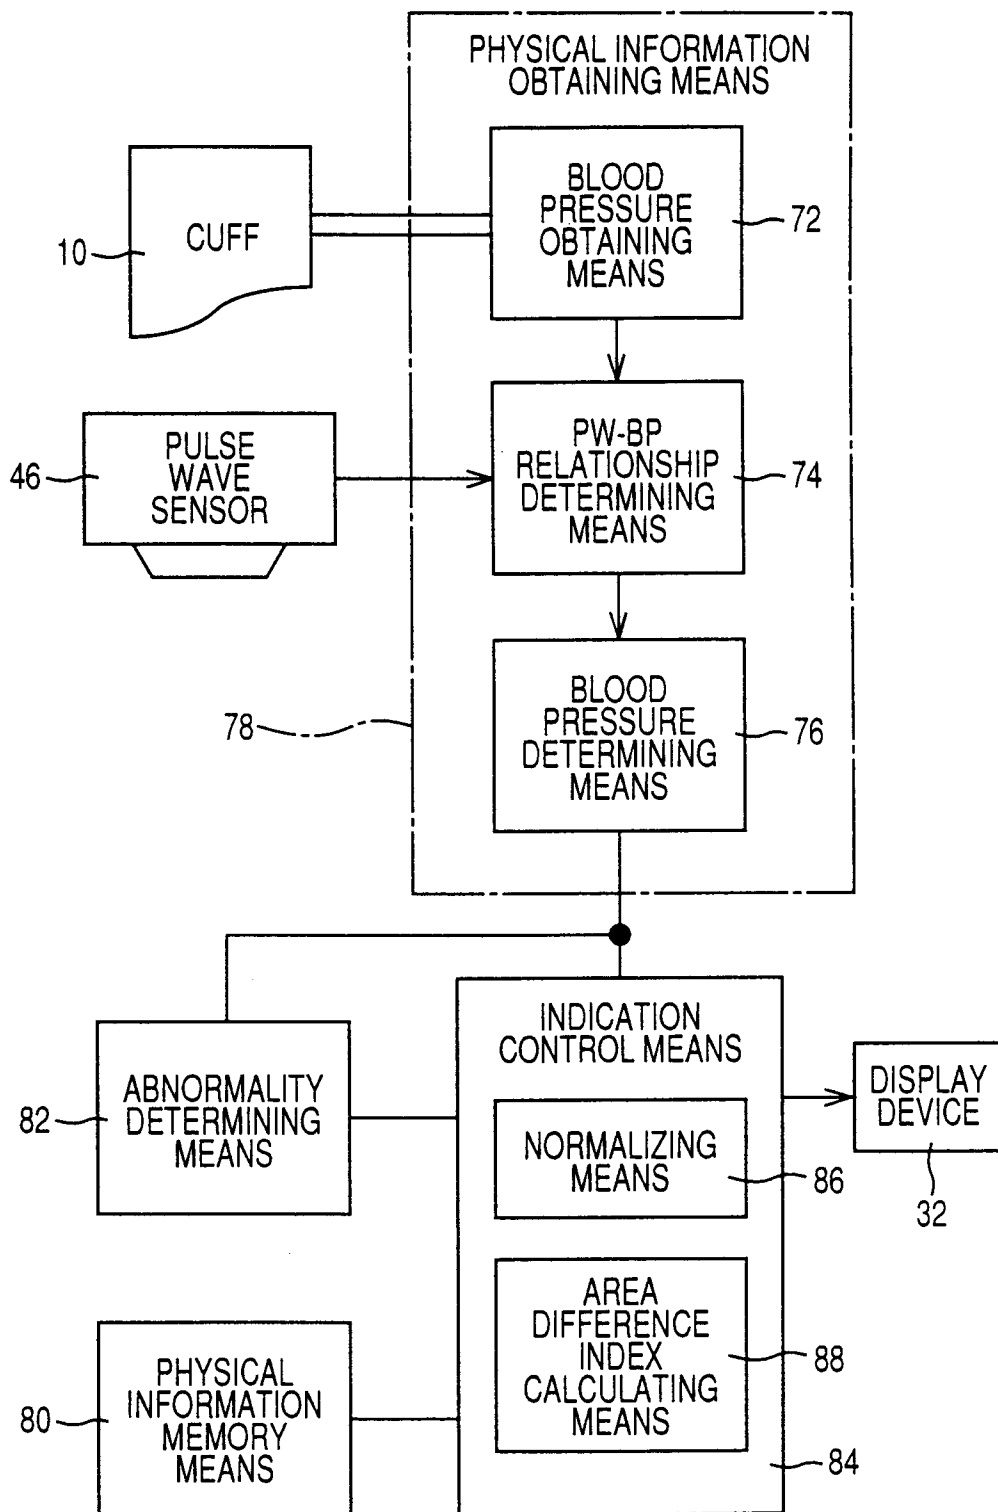 PHYSICAL INFORMATION
OBTAINING MEANS
BLOOD
PRESSURE
OBTAINING
MEANS
72
CUFF
10
PULSE
WAVE
SENSOR
46
PW-BP
RELATIONSHIP
DETERMINING
MEANS
74
BLOOD
PRESSURE
DETERMINING
MEANS
76
78
INDICATION
CONTROL MEANS
ABNORMALITY
DETERMINING
MEANS
82
NORMALIZING
MEANS
86
DISPLAY
DEVICE
32
AREA
DIFFERENCE
INDEX
CALCULATING
MEANS
88
PHYSICAL
INFORMATION
MEMORY
MEANS
80
84